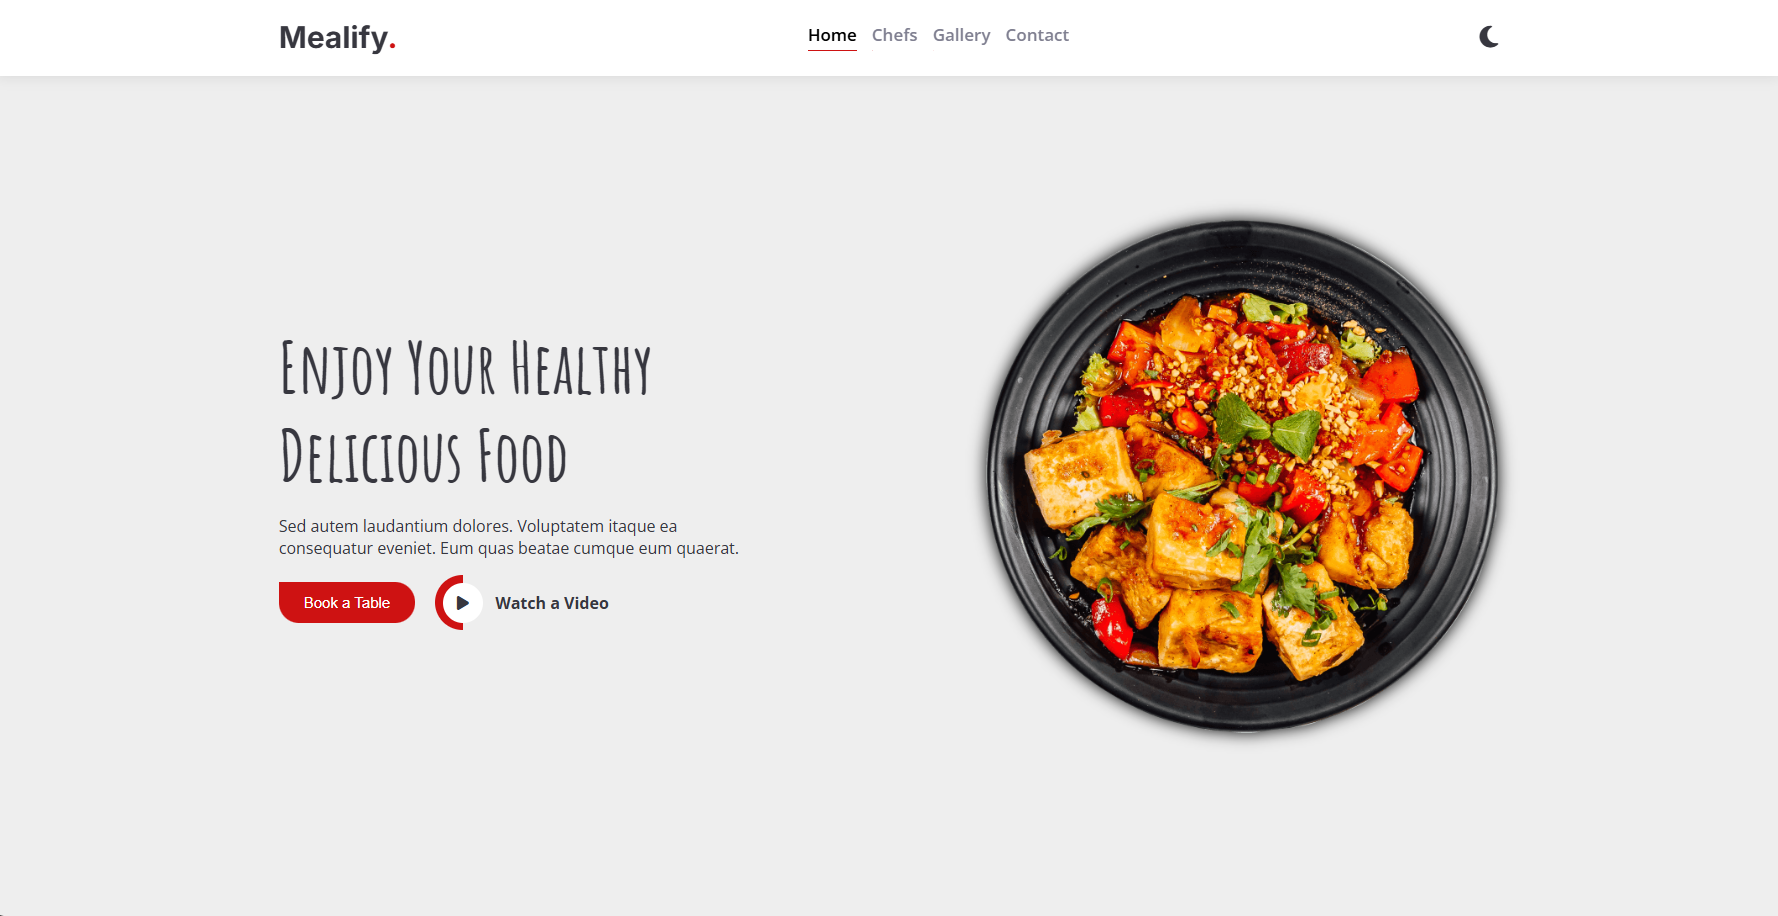 Mealify.
Home Chefs Gallery Contact
Enjoy Your Healthy
Delicious Food
Sed autem laudantium dolores. Voluptatem itaque ea
consequatur eveniet. Eum quas beatae cumque eum quaerat.
Book a Table
Watch a Video